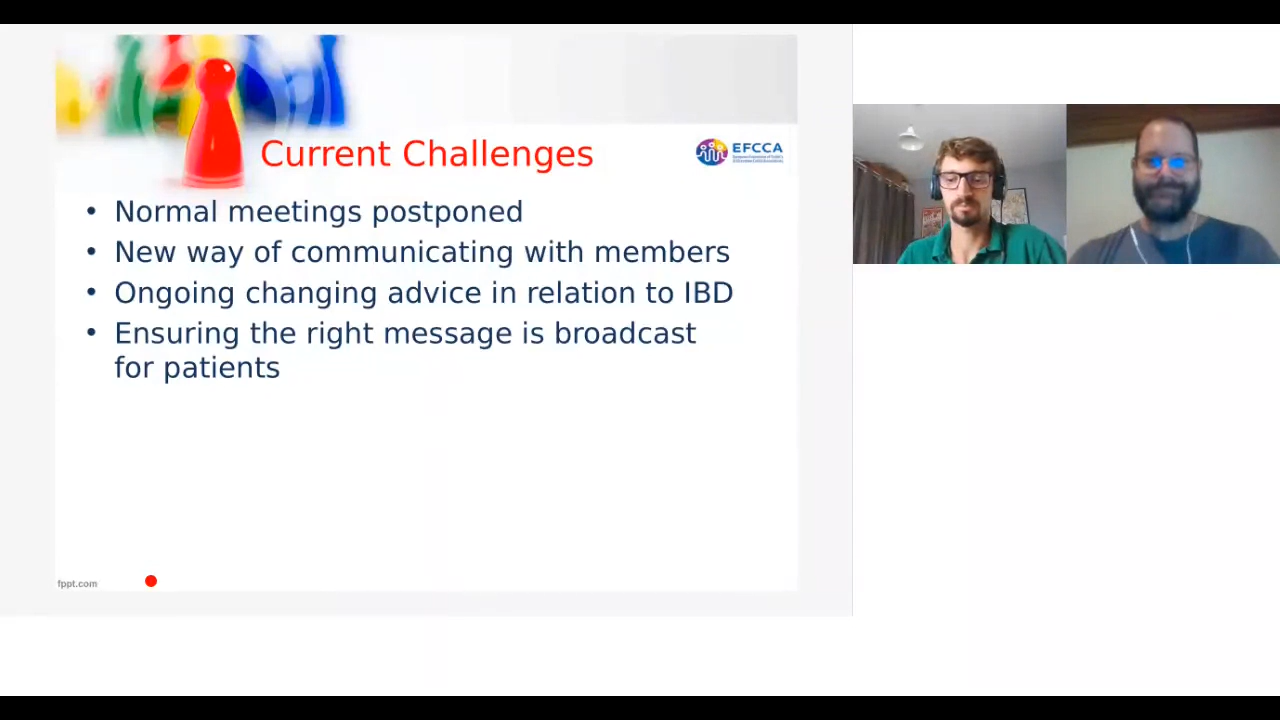 Current Challenges
EFCCA
• Normal meetings postponed
• New way of communicating with members
• Ongoing changing advice in relation to IBD
• Ensuring the right message is broadcast
for patients
fppt.com